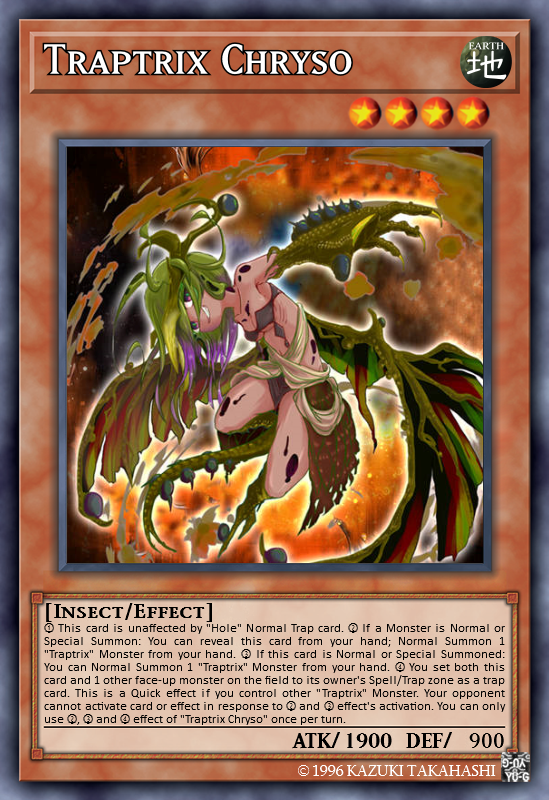 TRAPTRIX CHRYSO
EARTH
地
[INSECT/EFFECT]
① This card is unaffected by "Hole" Normal Trap card. ② If a Monster is Normal or
Special Summon: You can reveal this card from your hand; Normal Summon 1
"Traptrix" Monster from your hand. ③ If this card is Normal or Special Summoned:
You can Normal Summon 1 "Traptrix" Monster from your hand. ④ You set both this
card and 1 other face-up monster on the field to its owner's Spell/Trap zone as a trap
card. This is a Quick effect if you control other "Traptrix" Monster. Your opponent
cannot activate card or effect in response to ② and ③ effect's activation. You can only
use ②, ③ and ④ effect of "Traptrix Chryso" once per turn.
ATK/ 1900 DEF/ 900
©1996 KAZUKI TAKAHASHI